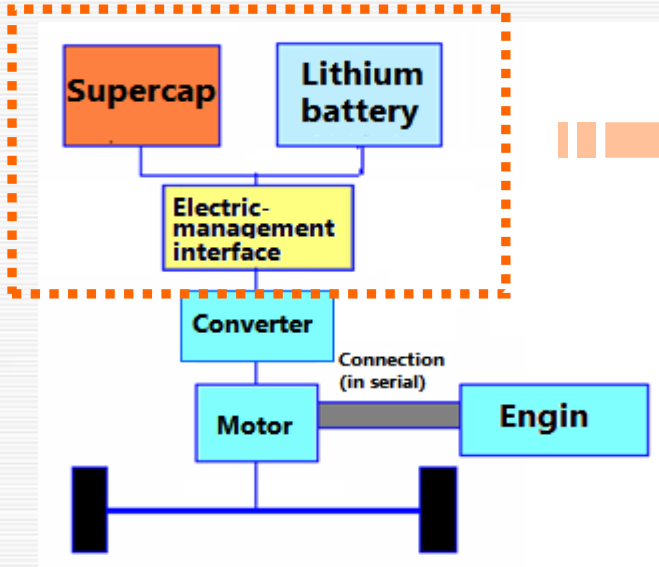 Supercap
Lithium
battery
Electric-
management
interface
Converter
Connection
(in serial)
Motor
Engin